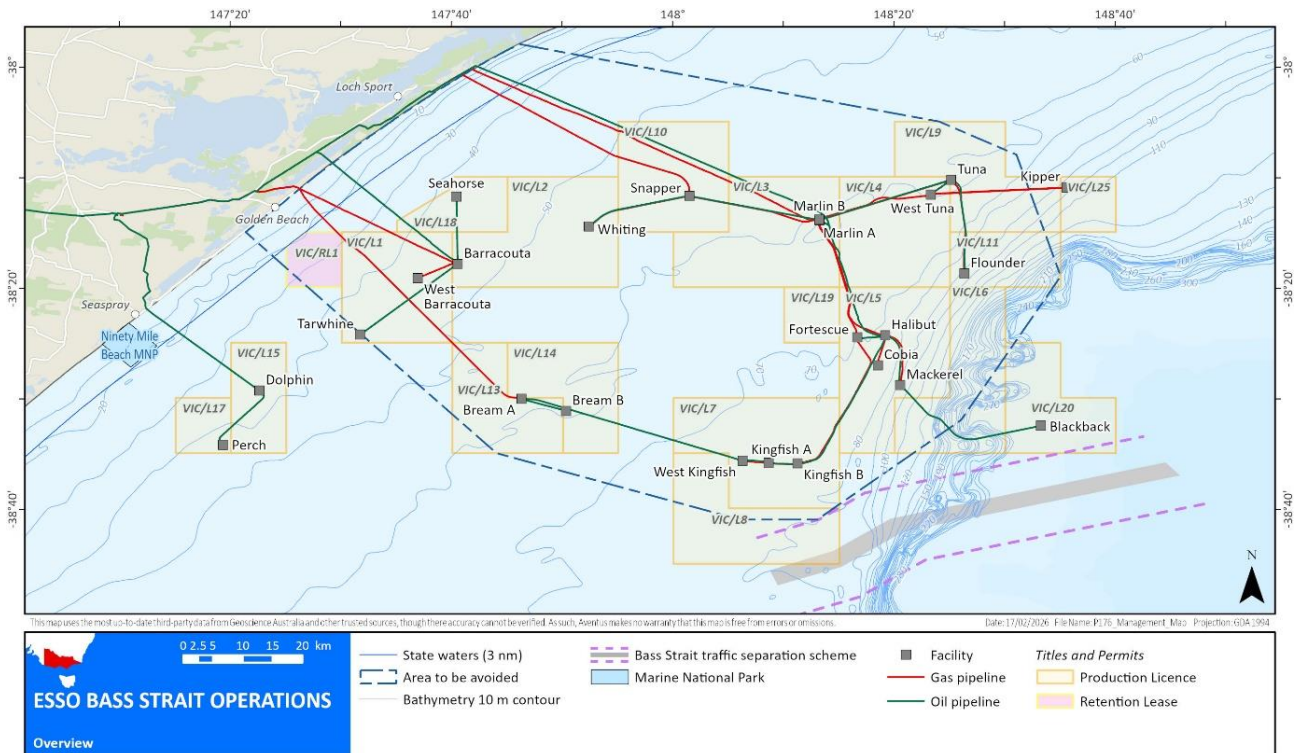 147°20'
147°40'
148°
148°20'
148°40'
-38°
-38°
-38°20'
-38°20'
-38°40'
-38°40'
Loch Sport
Golden Beach
Seaspray
Ninety Mile
Beach MNP
VIC/L10
VIC/L9
Tuna
Kipper
VIC/L25
Seahorse
VIC/L2
Snapper
VIC/L3
VIC/L4
West Tuna
Marlin B
Marlin A
VIC/L18
Whiting
VIC/L1
VIC/RL1
Barracouta
West
Barracouta
VIC/L11
Flounder
VIC/L6
VIC/L19
VIC/L5
Tarwhine
Fortescue
Halibut
Cobia
Mackerel
VIC/L15
Dolphin
VIC/L14
VIC/L13
Bream A
Bream B
VIC/L17
Perch
VIC/L7
VIC/L20
Blackback
West Kingfish
Kingfish A
Kingfish B
VIC/L8
N
This map uses the most up-to-date third-party data from Geoscience Australia and other trusted sources, though there accuracy cannot be verified. As such, Aventus makes no warranty that this map is free from errors or omissions.
Date: 17/02/2026 File Name: P176_Management_Map Projection: GDA 1994
0 2.5 5 10 15 20 km
ESSO BASS STRAIT OPERATIONS
Overview
State waters (3 nm)
Area to be avoided
Bathymetry 10 m contour
Bass Strait traffic separation scheme
Marine National Park
Facility
Gas pipeline
Oil pipeline
Titles and Permits
Production Licence
Retention Lease